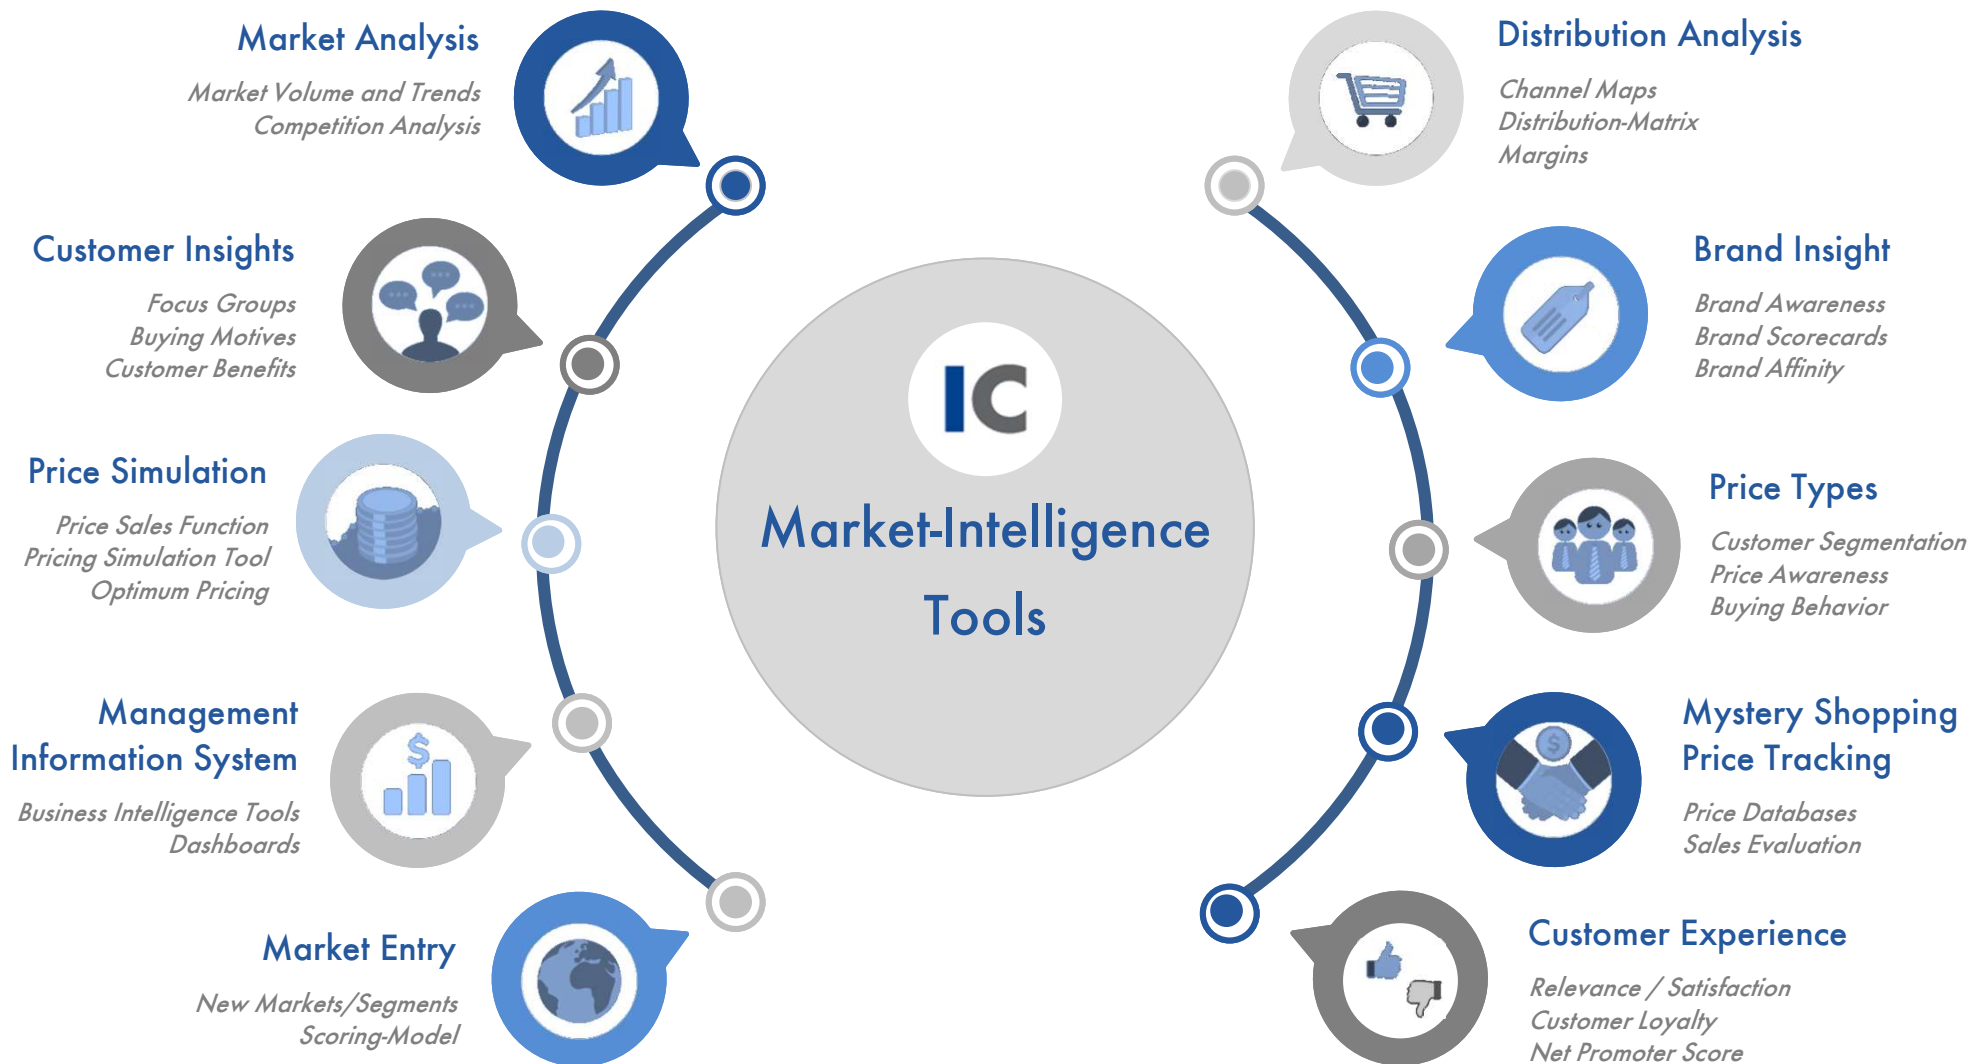 Market Analysis
Market Volume and Trends
Competition Analysis
Customer Insights
Focus Groups
Buying Motives
Customer Benefits
Price Simulation
Price Sales Function
Pricing Simulation Tool
Optimum Pricing
Management
Information System
Business Intelligence Tools
Dashboards
Market Entry
New Markets/Segments
Scoring-Model
IC
Market-Intelligence
Tools
Distribution Analysis
Channel Maps
Distribution-Matrix
Margins
Brand Insight
Brand Awareness
Brand Scorecards
Brand Affinity
Price Types
Customer Segmentation
Price Awareness
Buying Behavior
Mystery Shopping
Price Tracking
Price Databases
Sales Evaluation
Customer Experience
Relevance / Satisfaction
Customer Loyalty
Net Promoter Score
$
$